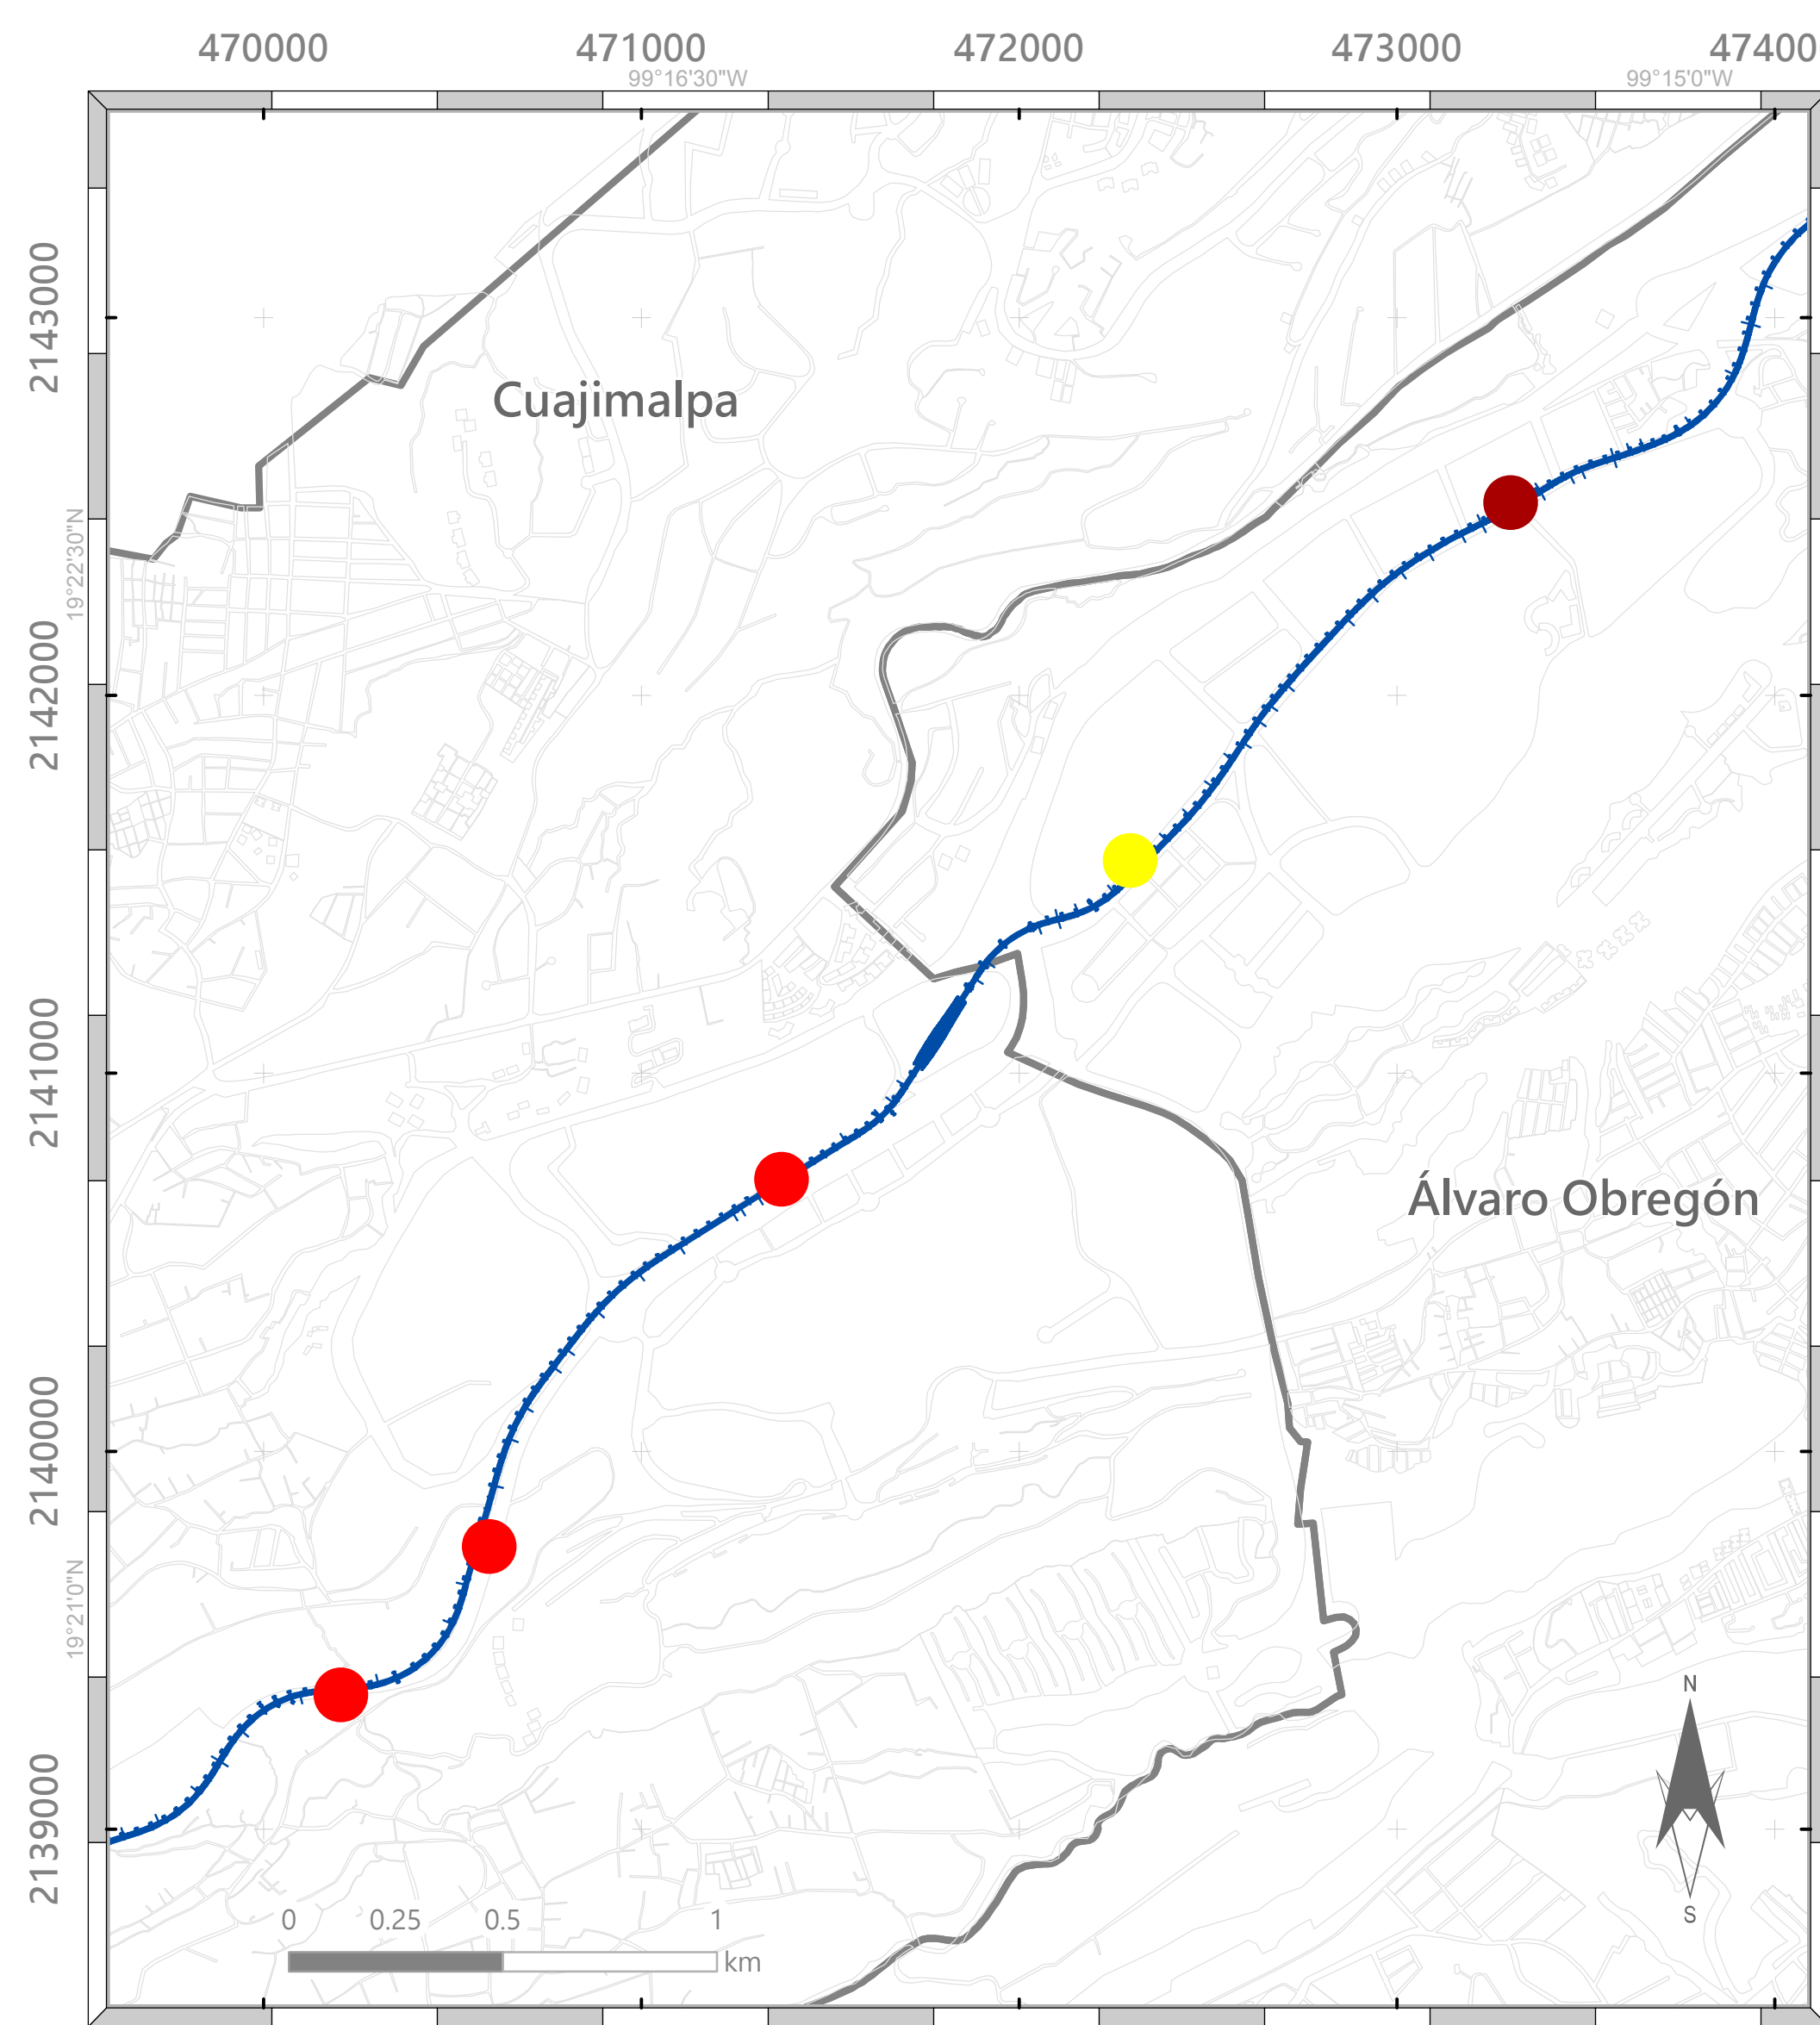 470000 471000 472000 473000 47400
99°16'30"W 99°15'0"W
2143000
Cuajimalpa
19°22'30"N
2142000
2141000
Álvaro Obregón
2140000
19°21'0"N
N
2139000
0 0.25 0.5 1
km
S